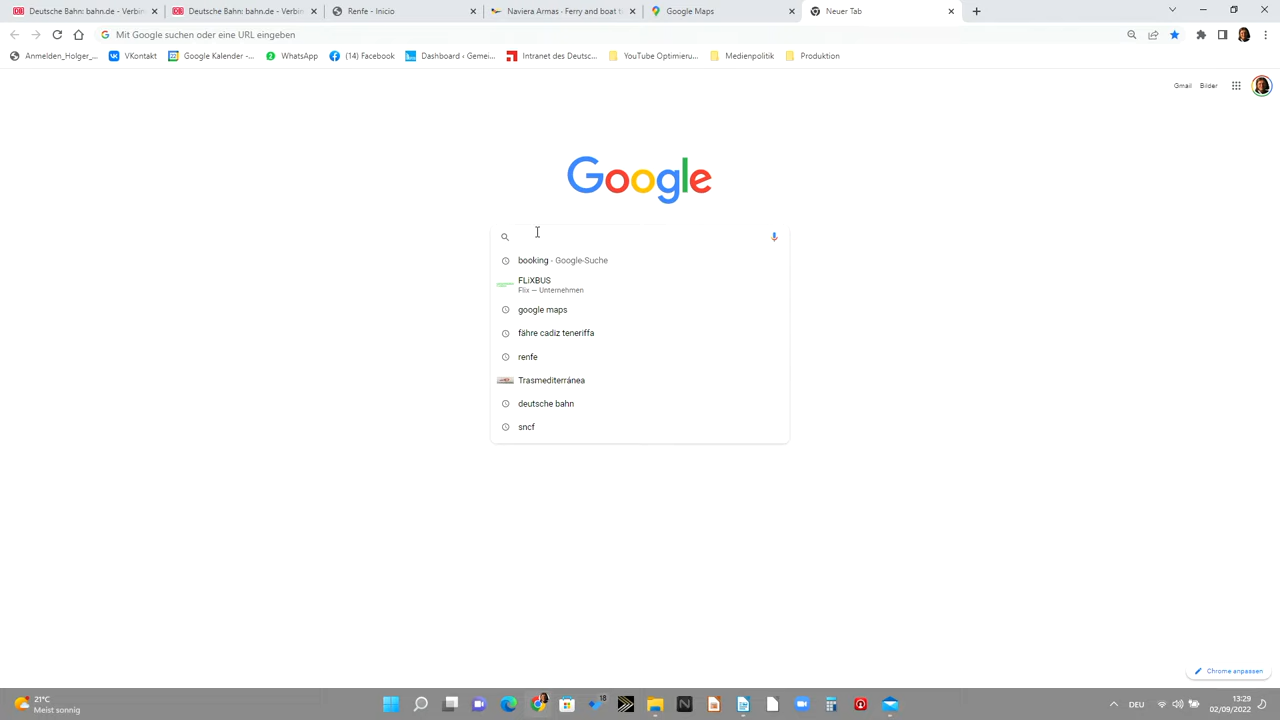 Deutsche Bahn: bahn.de - Verbin
Deutsche Bahn: bahn.de - Verbin
Renfe - Inicio
Naviera Armas - Ferry and boat t
Google Maps
Neuer Tab
Mit Google suchen oder eine URL eingeben
Anmelden_Holger_...
VKontakt
Google Kalender -...
WhatsApp
(14) Facebook
Dashboard ‹ Gemei...
Intranet des Deutsc...
YouTube Optimieru...
Medienpolitik
Produktion
Gmail
Bilder
Google
booking - Google-Suche
FLiXBUS
Flix — Unternehmen
google maps
fähre cadiz teneriffa
renfe
Trasmediterránea
deutsche bahn
sncf
Chrome anpassen
21°C
Meist sonnig
18
DEU
13:29
02/09/2022